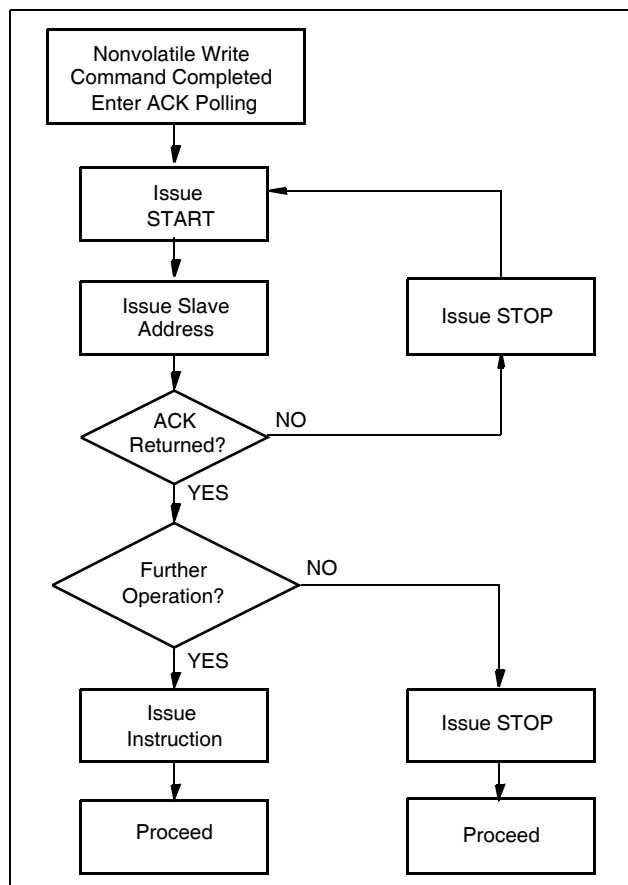 Nonvolatile Write
Command Completed
Enter ACK Polling
Issue
START
Issue Slave
Address
Issue STOP
ACK
Returned?
NO
YES
Further
Operation?
NO
YES
Issue
Instruction
Issue STOP
Proceed
Proceed